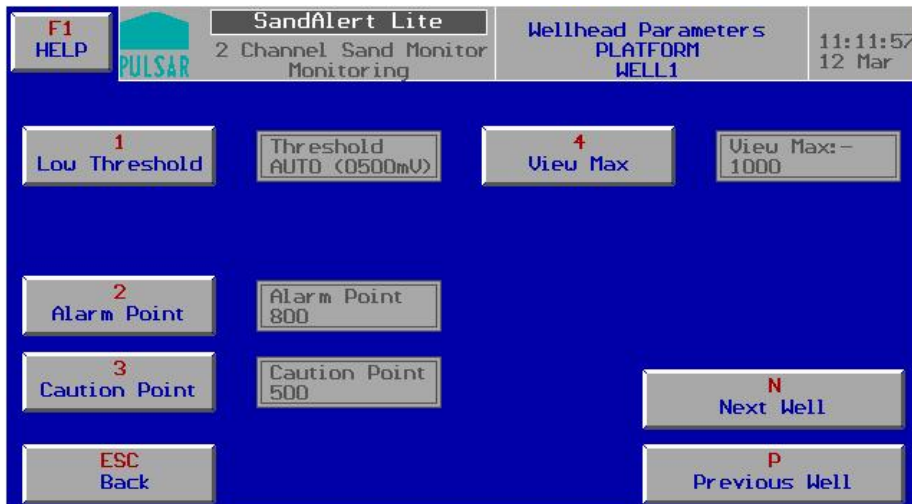 F1
HELP
PULSAR
SandAlert Lite
2 Channel Sand Monitor
Monitoring
Wellhead Parameters
PLATFORM
WELL1
11:11:57
12 Mar
1
Low Threshold
Threshold
AUTO (0500mV)
4
View Max
View Max:-
1000
2
Alarm Point
Alarm Point
800
3
Caution Point
Caution Point
500
N
Next Well
ESC
Back
P
Previous Well